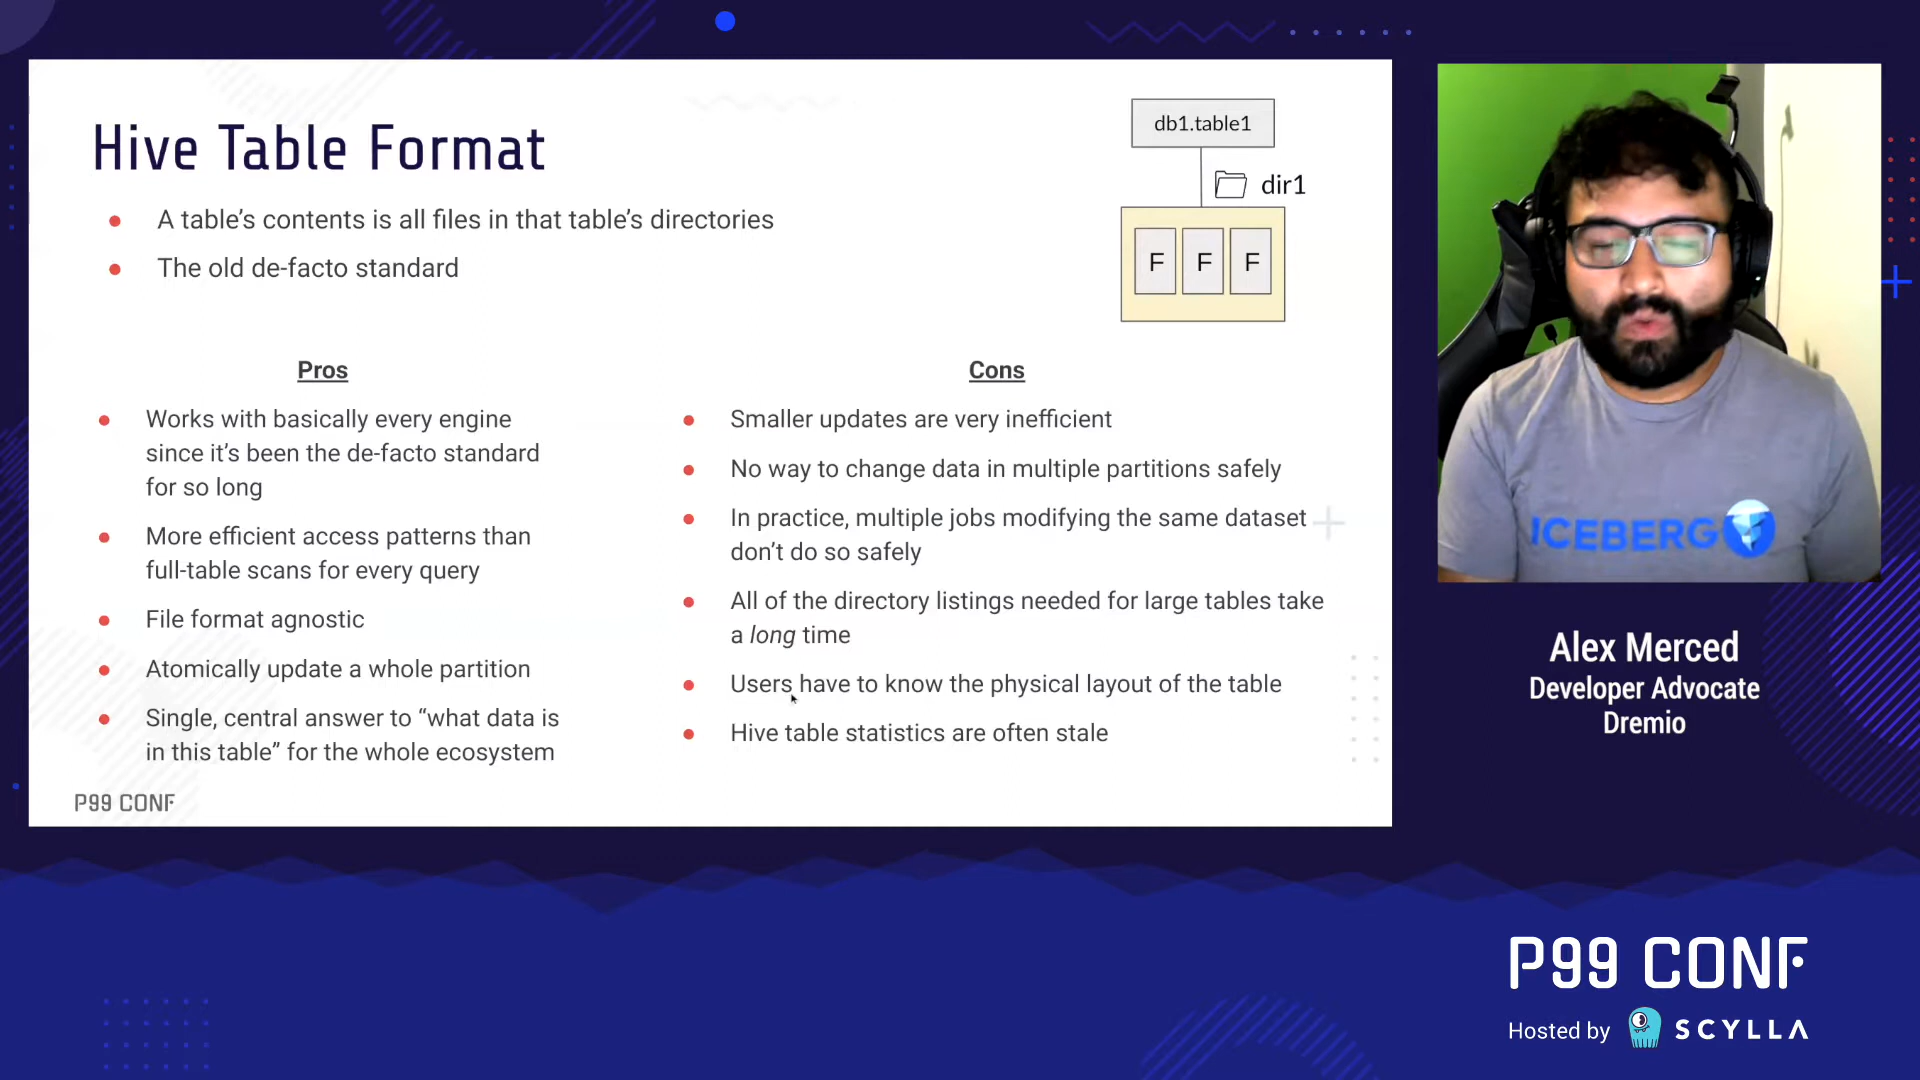 Hive Table Format
A table’s contents is all files in that table’s directories
The old de-facto standard
db1.table1
dir1
F F F
Pros
Works with basically every engine
since it’s been the de-facto standard
for so long
More efficient access patterns than
full-table scans for every query
File format agnostic
Atomically update a whole partition
Single, central answer to “what data is
in this table” for the whole ecosystem
Cons
Smaller updates are very inefficient
No way to change data in multiple partitions safely
In practice, multiple jobs modifying the same dataset
don’t do so safely
All of the directory listings needed for large tables take
a long time
Users have to know the physical layout of the table
Hive table statistics are often stale
P99 CONF
ICEBERG
Alex Merced
Developer Advocate
Dremio
P99 CONF
Hosted by SCYLLA